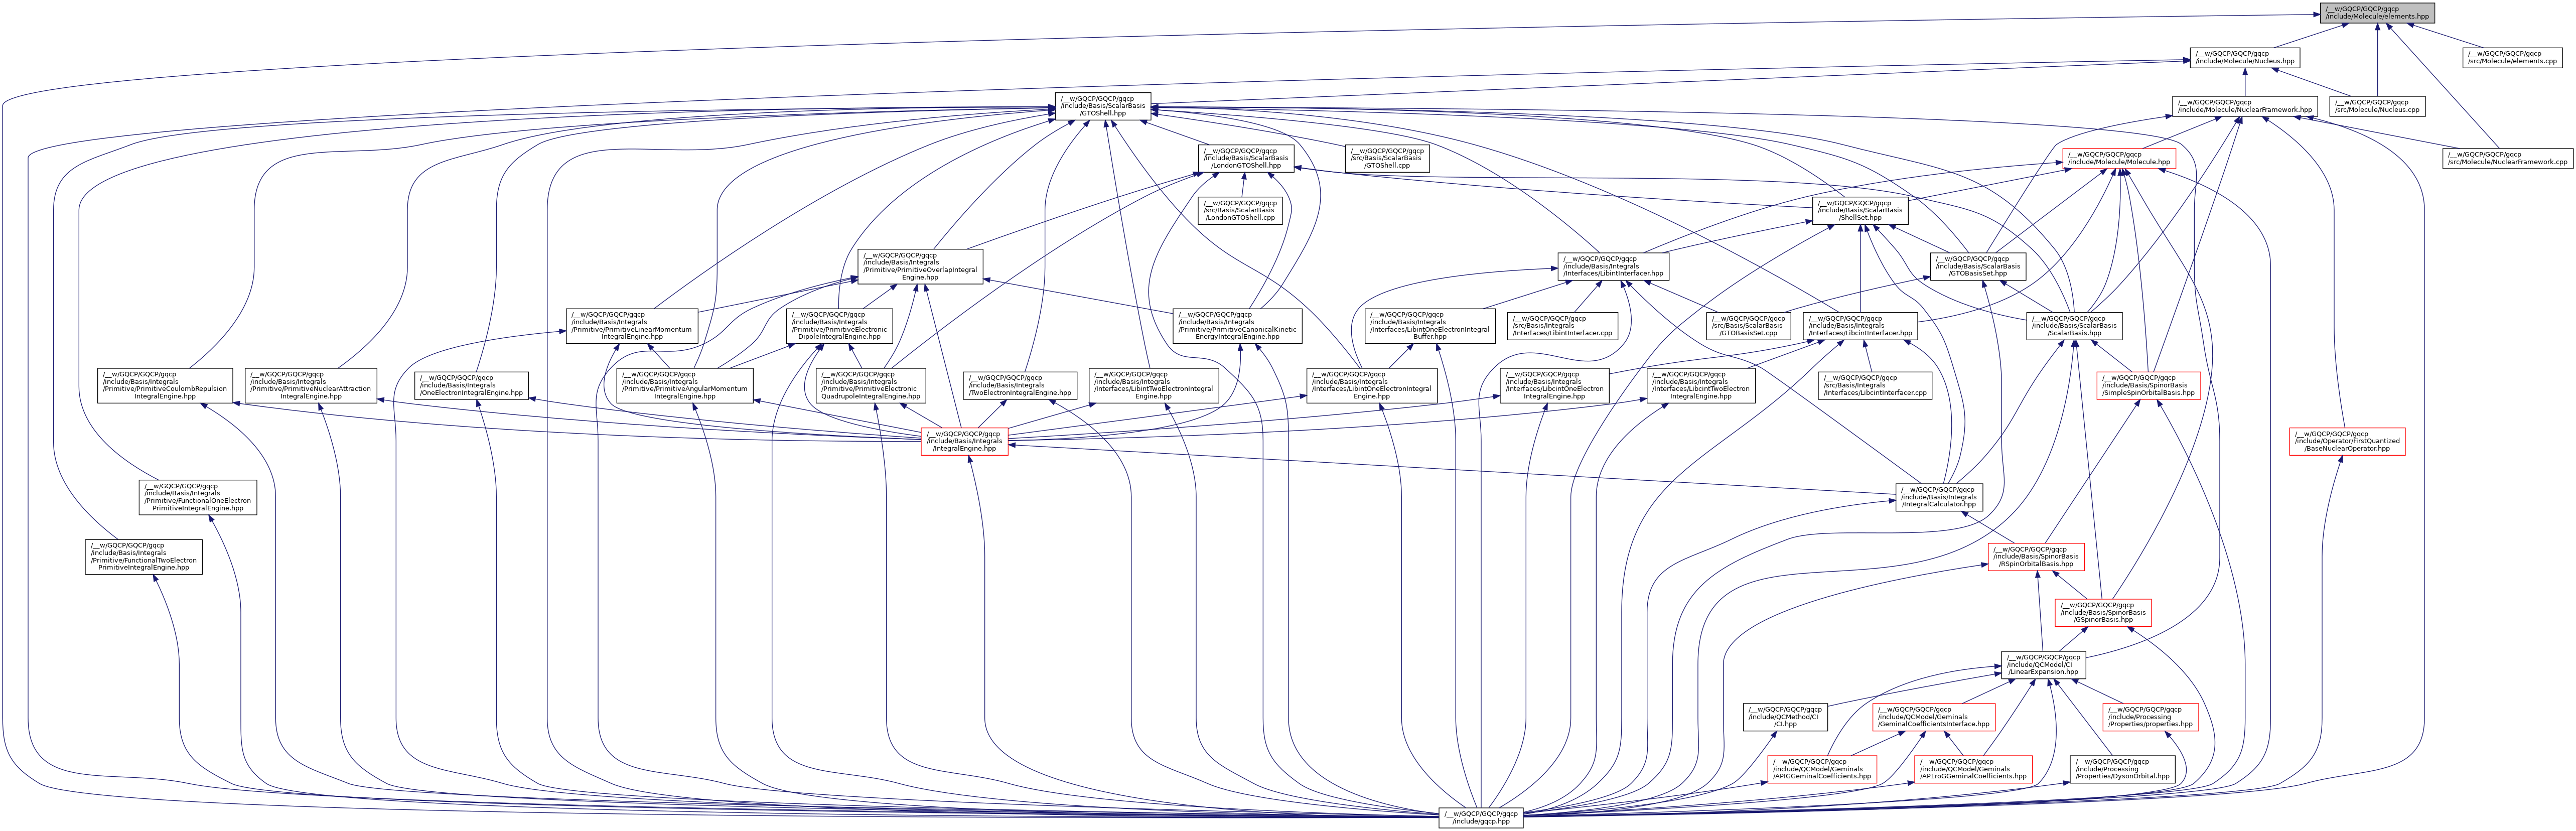 /__w/GQCP/GQCP/gqcp
/include/Molecule/elements.hpp
/__w/GQCP/GQCP/gqcp
/include/Molecule/Nucleus.hpp
/__w/GQCP/GQCP/gqcp
/src/Molecule/elements.cpp
/__w/GQCP/GQCP/gqcp
/include/Basis/ScalarBasis
/GTOShell.hpp
/__w/GQCP/GQCP/gqcp
/include/Molecule/NuclearFramework.hpp
/__w/GQCP/GQCP/gqcp
/src/Molecule/Nucleus.cpp
/__w/GQCP/GQCP/gqcp
/include/Basis/ScalarBasis
/LondonGTOShell.hpp
/__w/GQCP/GQCP/gqcp
/src/Basis/ScalarBasis
/GTOShell.cpp
/__w/GQCP/GQCP/gqcp
/include/Molecule/Molecule.hpp
/__w/GQCP/GQCP/gqcp
/src/Molecule/NuclearFramework.cpp
/__w/GQCP/GQCP/gqcp
/src/Basis/ScalarBasis
/LondonGTOShell.cpp
/__w/GQCP/GQCP/gqcp
/include/Basis/ScalarBasis
/ShellSet.hpp
/__w/GQCP/GQCP/gqcp
/include/Basis/Integrals
/Primitive/PrimitiveOverlapIntegral
Engine.hpp
/__w/GQCP/GQCP/gqcp
/include/Basis/Integrals
/Interfaces/LibintInterfacer.hpp
/__w/GQCP/GQCP/gqcp
/include/Basis/ScalarBasis
/GTOBasisSet.hpp
/__w/GQCP/GQCP/gqcp
/include/Basis/Integrals
/Primitive/PrimitiveLinearMomentum
IntegralEngine.hpp
/__w/GQCP/GQCP/gqcp
/include/Basis/Integrals
/Primitive/PrimitiveElectronic
DipoleIntegralEngine.hpp
/__w/GQCP/GQCP/gqcp
/include/Basis/Integrals
/Primitive/PrimitiveCanonicalKinetic
EnergyIntegralEngine.hpp
/__w/GQCP/GQCP/gqcp
/include/Basis/Integrals
/Interfaces/LibintOneElectronIntegral
Buffer.hpp
/__w/GQCP/GQCP/gqcp
/src/Basis/Integrals
/Interfaces/LibintInterfacer.cpp
/__w/GQCP/GQCP/gqcp
/src/Basis/ScalarBasis
/GTOBasisSet.cpp
/__w/GQCP/GQCP/gqcp
/include/Basis/Integrals
/Interfaces/LibcintInterfacer.hpp
/__w/GQCP/GQCP/gqcp
/include/Basis/ScalarBasis
/ScalarBasis.hpp
/__w/GQCP/GQCP/gqcp
/include/Basis/Integrals
/Primitive/PrimitiveCoulombRepulsion
IntegralEngine.hpp
/__w/GQCP/GQCP/gqcp
/include/Basis/Integrals
/Primitive/PrimitiveNuclearAttraction
IntegralEngine.hpp
/__w/GQCP/GQCP/gqcp
/include/Basis/Integrals
/OneElectronIntegralEngine.hpp
/__w/GQCP/GQCP/gqcp
/include/Basis/Integrals
/Primitive/PrimitiveAngularMomentum
IntegralEngine.hpp
/__w/GQCP/GQCP/gqcp
/include/Basis/Integrals
/Primitive/PrimitiveElectronic
QuadrupoleIntegralEngine.hpp
/__w/GQCP/GQCP/gqcp
/include/Basis/Integrals
/TwoElectronIntegralEngine.hpp
/__w/GQCP/GQCP/gqcp
/include/Basis/Integrals
/Interfaces/LibintTwoElectronIntegral
Engine.hpp
/__w/GQCP/GQCP/gqcp
/include/Basis/Integrals
/Interfaces/LibintOneElectronIntegral
Engine.hpp
/__w/GQCP/GQCP/gqcp
/include/Basis/Integrals
/Interfaces/LibcintOneElectron
IntegralEngine.hpp
/__w/GQCP/GQCP/gqcp
/include/Basis/Integrals
/Interfaces/LibcintTwoElectron
IntegralEngine.hpp
/__w/GQCP/GQCP/gqcp
/src/Basis/Integrals
/Interfaces/LibcintInterfacer.cpp
/__w/GQCP/GQCP/gqcp
/include/Basis/SpinorBasis
/SimpleSpinOrbitalBasis.hpp
/__w/GQCP/GQCP/gqcp
/include/Basis/Integrals
/IntegralEngine.hpp
/__w/GQCP/GQCP/gqcp
/include/Operator/FirstQuantized
/BaseNuclearOperator.hpp
/__w/GQCP/GQCP/gqcp
/include/Basis/Integrals
/Primitive/FunctionalOneElectron
PrimitiveIntegralEngine.hpp
/__w/GQCP/GQCP/gqcp
/include/Basis/Integrals
/IntegralCalculator.hpp
/__w/GQCP/GQCP/gqcp
/include/Basis/Integrals
/Primitive/FunctionalTwoElectron
PrimitiveIntegralEngine.hpp
/__w/GQCP/GQCP/gqcp
/include/Basis/SpinorBasis
/RSpinOrbitalBasis.hpp
/__w/GQCP/GQCP/gqcp
/include/Basis/SpinorBasis
/GSpinorBasis.hpp
/__w/GQCP/GQCP/gqcp
/include/QCModel/CI
/LinearExpansion.hpp
/__w/GQCP/GQCP/gqcp
/include/QCMethod/CI
/CI.hpp
/__w/GQCP/GQCP/gqcp
/include/QCModel/Geminals
/GeminalCoefficientsInterface.hpp
/__w/GQCP/GQCP/gqcp
/include/Processing
/Properties/properties.hpp
/__w/GQCP/GQCP/gqcp
/include/QCModel/Geminals
/APIGGeminalCoefficients.hpp
/__w/GQCP/GQCP/gqcp
/include/QCModel/Geminals
/AP1roGGeminalCoefficients.hpp
/__w/GQCP/GQCP/gqcp
/include/Processing
/Properties/DysonOrbital.hpp
/__w/GQCP/GQCP/gqcp
/include/gqcp.hpp